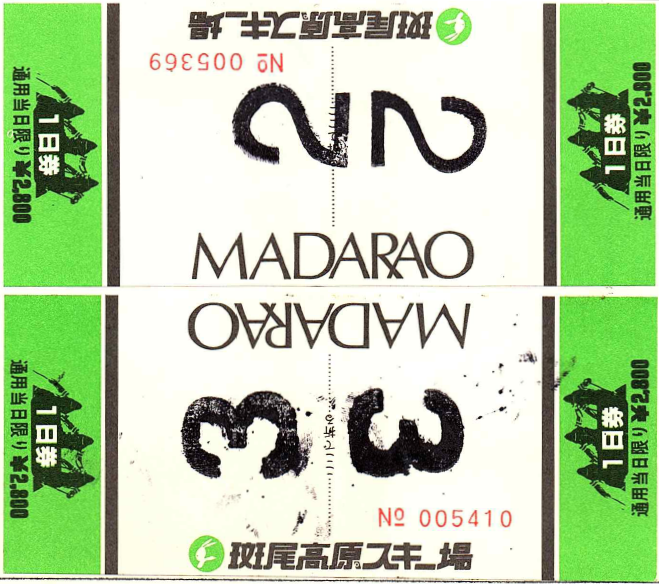 斑尾高原スキー場
Nº 005369
2 2
MADARAO
1日券
通用当日限り ¥2,800
1日券
通用当日限り ¥2,800
MADARAO
3 3
Nº 005410
斑尾高原スキー場
1日券
通用当日限り ¥2,800
1日券
通用当日限り ¥2,800